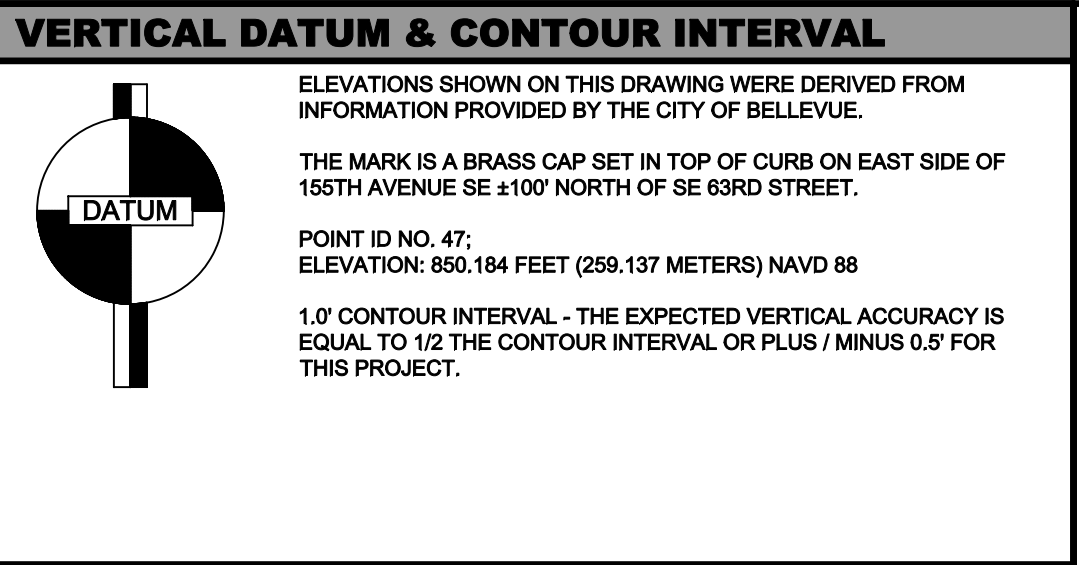 VERTICAL DATUM & CONTOUR INTERVAL
DATUM
ELEVATIONS SHOWN ON THIS DRAWING WERE DERIVED FROM
INFORMATION PROVIDED BY THE CITY OF BELLEVUE.
THE MARK IS A BRASS CAP SET IN TOP OF CURB ON EAST SIDE OF
155TH AVENUE SE ±100' NORTH OF SE 63RD STREET.
POINT ID NO. 47;
ELEVATION: 850.184 FEET (259.137 METERS) NAVD 88
1.0' CONTOUR INTERVAL - THE EXPECTED VERTICAL ACCURACY IS
EQUAL TO 1/2 THE CONTOUR INTERVAL OR PLUS / MINUS 0.5' FOR
THIS PROJECT.